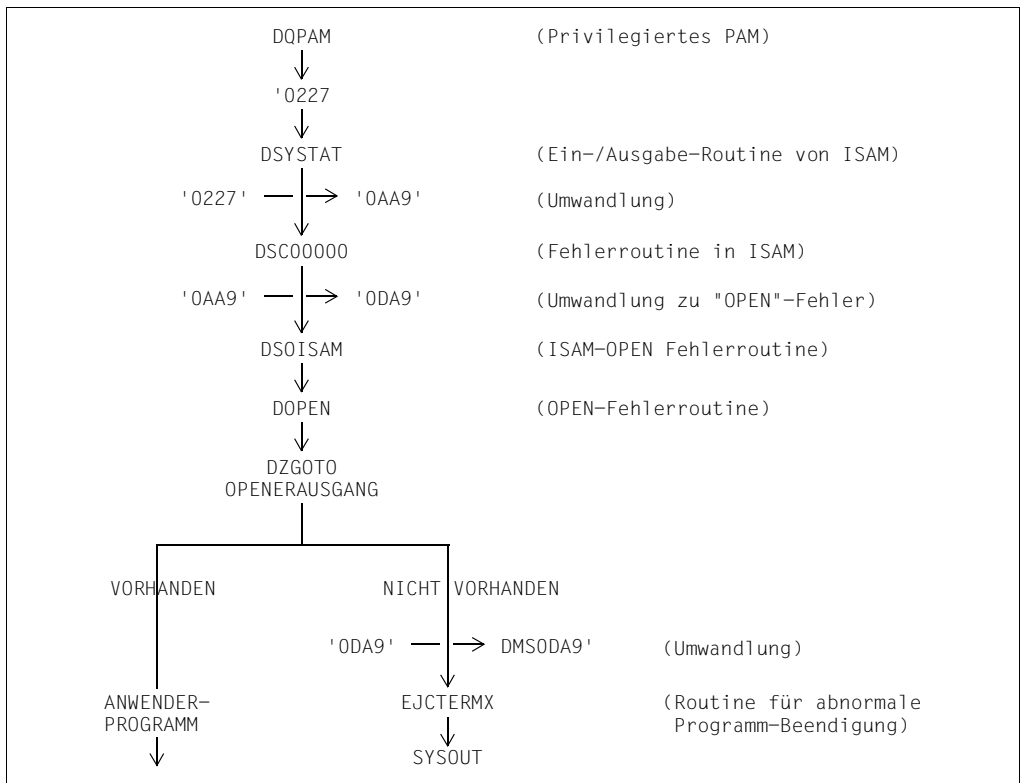 DQPAM (Privilegiertes PAM)
'0227
DSYSTAT (Ein-/Ausgabe-Routine von ISAM)
'0227' '0AA9' (Umwandlung)
DSC00000 (Fehlerroutine in ISAM)
'0AA9' '0DA9' (Umwandlung zu "OPEN"-Fehler)
DSOISAM (ISAM-OPEN Fehlerroutine)
DOPEN (OPEN-Fehlerroutine)
DZGOTO
OPENERAUSGANG
VORHANDEN NICHT VORHANDEN
'0DA9' DMS0DA9' (Umwandlung)
ANWENDER- EJCTERMX (Routine für abnormale
PROGRAMM Programm-Beendigung)
SYSOUT